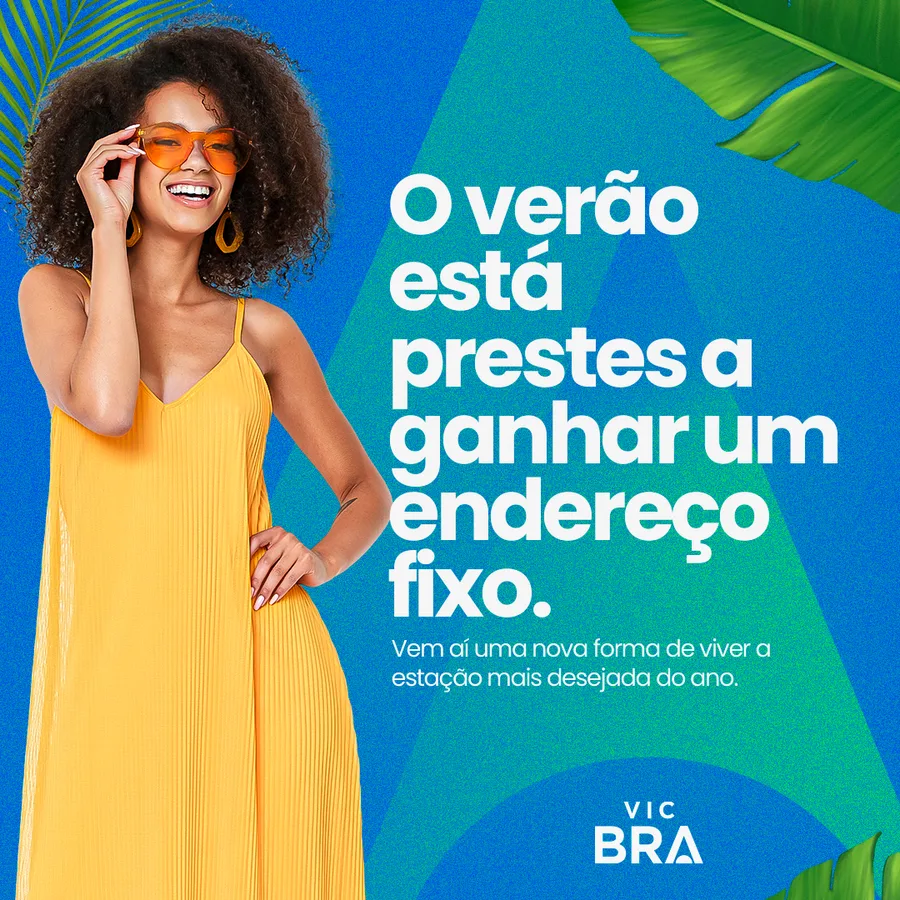 O verão
está
prestes a
ganhar um
endereço
fixo.
Vem aí uma nova forma de viver a
estação mais desejada do ano.
VIC
BRA